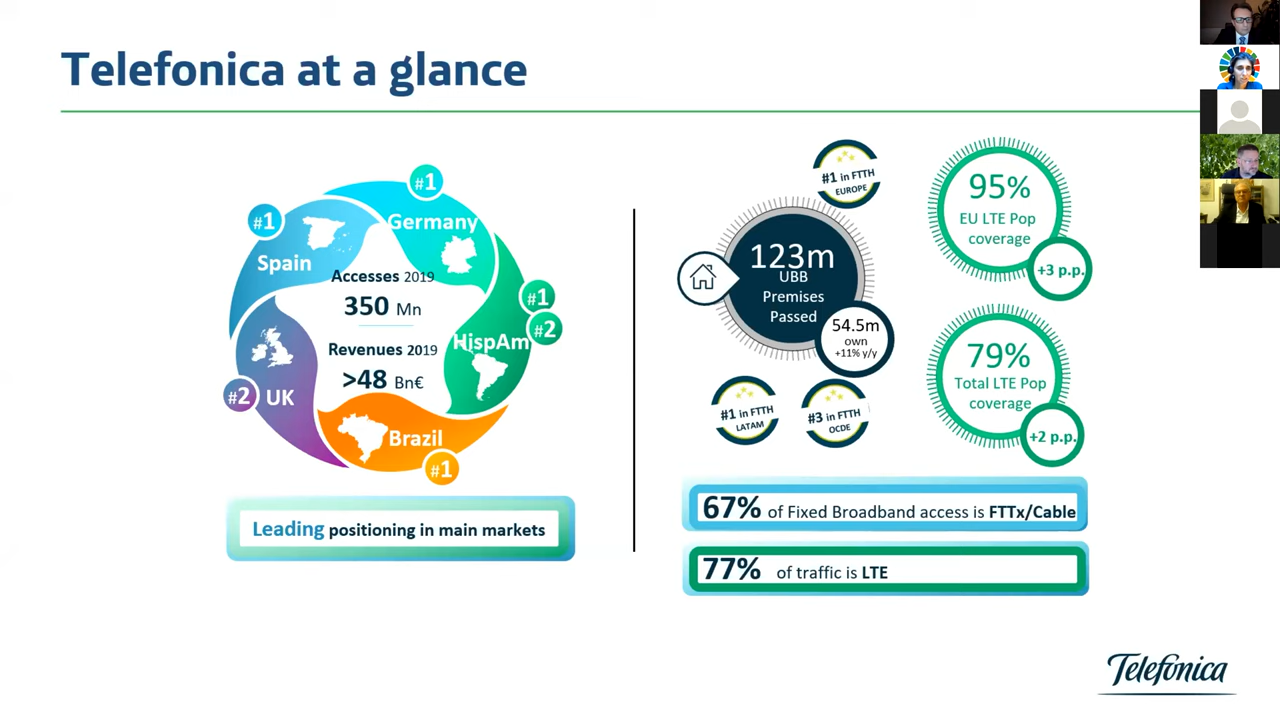 Telefonica at a glance
#1
Germany
#1
Spain
Accesses 2019
350 Mn
Revenues 2019
>48 Bn€
#1
#2
HispAm
#2 UK
Brazil
#1
Leading positioning in main markets
#1 in FTTH
EUROPE
123m
UBB
Premises
Passed
54.5m
own
+11% y/y
#1 in FTTH
LATAM
#3 in FTTH
OCDE
95%
EU LTE Pop
coverage
+3 p.p.
79%
Total LTE Pop
coverage
+2 p.p.
67% of Fixed Broadband access is FTTx/Cable
77% of traffic is LTE
Telefónica